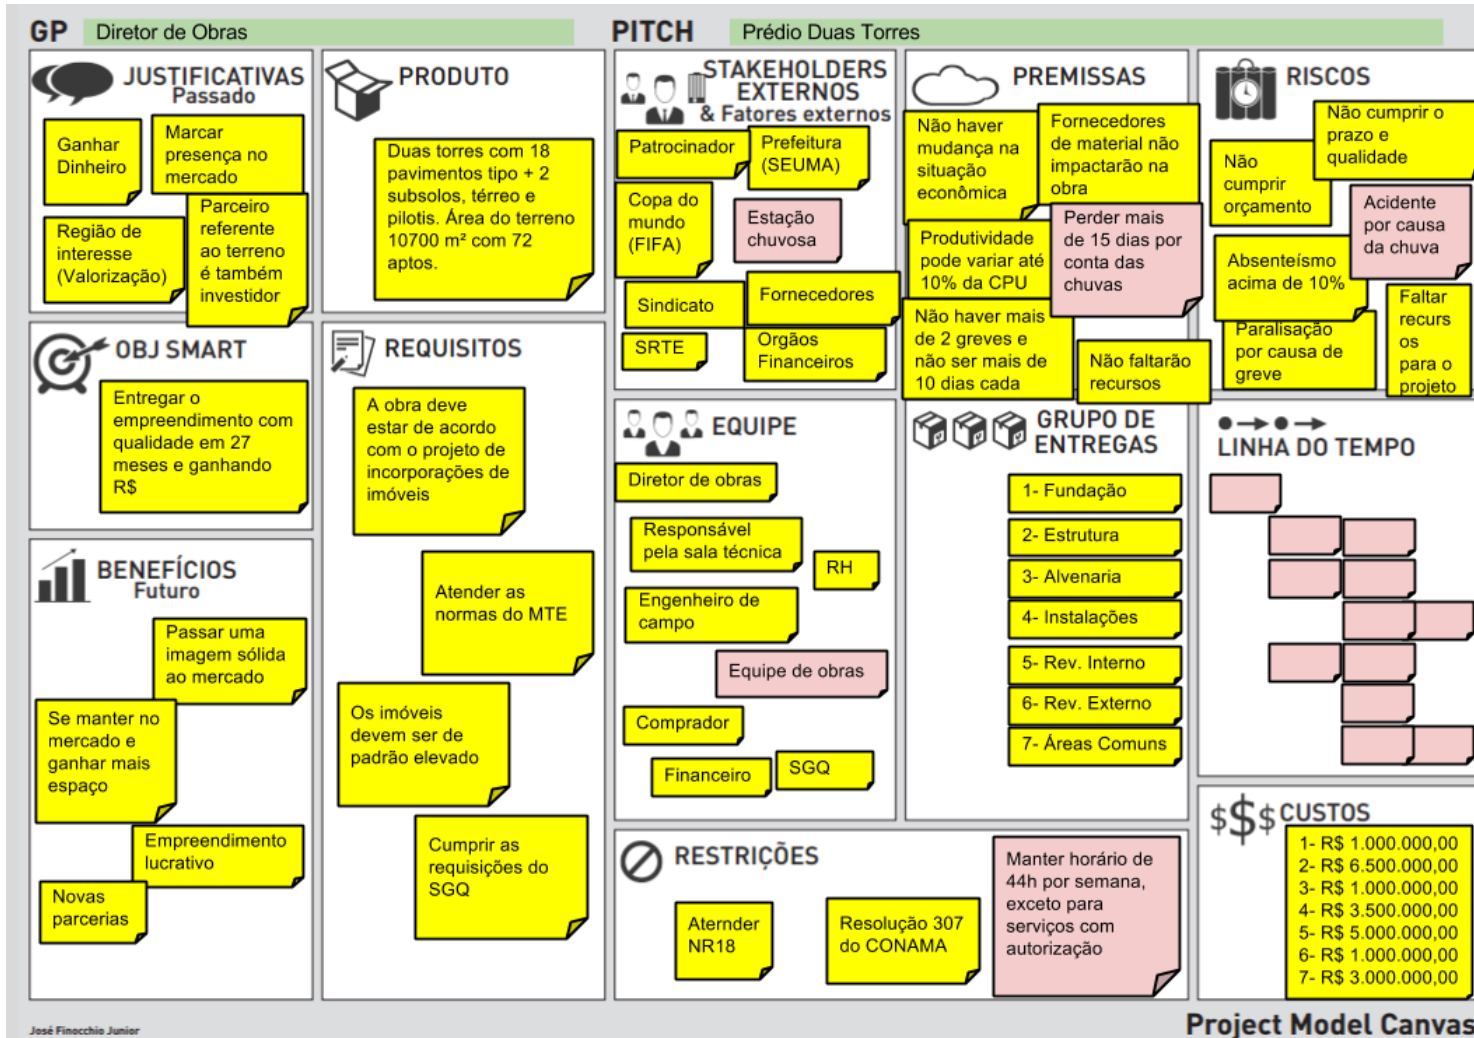 GP
Diretor de Obras
PITCH
Prédio Duas Torres
JUSTIFICATIVAS
Passado
Ganhar
Dinheiro
Marcar
presença no
mercado
Região de
interesse
(Valorização)
Parceiro
referente
ao terreno
é também
investidor
OBJ SMART
Entregar o
empreendimento com
qualidade em 27
meses e ganhando
R$
BENEFÍCIOS
Futuro
Passar uma
imagem sólida
ao mercado
Se manter no
mercado e
ganhar mais
espaço
Empreendimento
lucrativo
Novas
parcerias
PRODUTO
Duas torres com 18
pavimentos tipo + 2
subsolos, térreo e
pilotis. Área do terreno
10700 m² com 72
aptos.
REQUISITOS
A obra deve
estar de acordo
com o projeto de
incorporações de
imóveis
Atender as
normas do MTE
Os imóveis
devem ser de
padrão elevado
Cumprir as
requisições do
SGQ
STAKEHOLDERS
EXTERNOS
& Fatores externos
Patrocinador
Prefeitura
(SEUMA)
Copa do
mundo
(FIFA)
Estação
chuvosa
Sindicato
Fornecedores
SRTE
Orgãos
Financeiros
EQUIPE
Diretor de obras
Responsável
pela sala técnica
RH
Engenheiro de
campo
Equipe de obras
Comprador
Financeiro
SGQ
PREMISSAS
Não haver
mudança na
situação
econômica
Fornecedores
de material não
impactarão na
obra
Produtividade
pode variar até
10% da CPU
Perder mais
de 15 dias por
conta das
chuvas
Não haver mais
de 2 greves e
não ser mais de
10 dias cada
Não faltarão
recursos
GRUPO DE
ENTREGAS
1- Fundação
2- Estrutura
3- Alvenaria
4- Instalações
5- Rev. Interno
6- Rev. Externo
7- Áreas Comuns
RESTRIÇÕES
Aternder
NR18
Resolução 307
do CONAMA
Manter horário de
44h por semana,
exceto para
serviços com
autorização
RISCOS
Não cumprir o
prazo e
qualidade
Não
cumprir
orçamento
Acidente
por causa
da chuva
Absenteísmo
acima de 10%
Paralisação
por causa de
greve
Faltar
recurs
os
para o
projeto
LINHA DO TEMPO
$$$ CUSTOS
1- R$ 1.000.000,00
2- R$ 6.500.000,00
3- R$ 1.000.000,00
4- R$ 3.500.000,00
5- R$ 5.000.000,00
6- R$ 1.000.000,00
7- R$ 3.000.000,00
José Finocchio Junior
Project Model Canvas